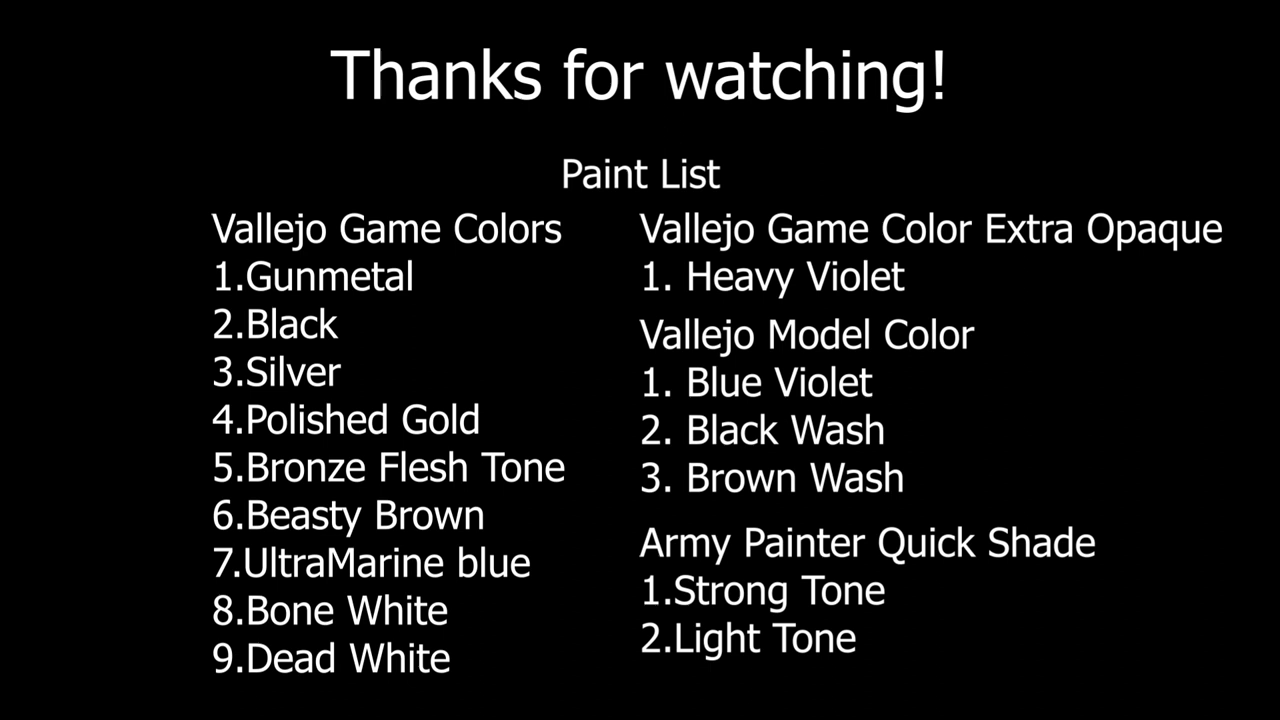 Thanks for watching!
Paint List
Vallejo Game Colors
1.Gunmetal
2.Black
3.Silver
4.Polished Gold
5.Bronze Flesh Tone
6.Beasty Brown
7.UltraMarine blue
8.Bone White
9.Dead White
Vallejo Game Color Extra Opaque
1. Heavy Violet
Vallejo Model Color
1. Blue Violet
2. Black Wash
3. Brown Wash
Army Painter Quick Shade
1.Strong Tone
2.Light Tone